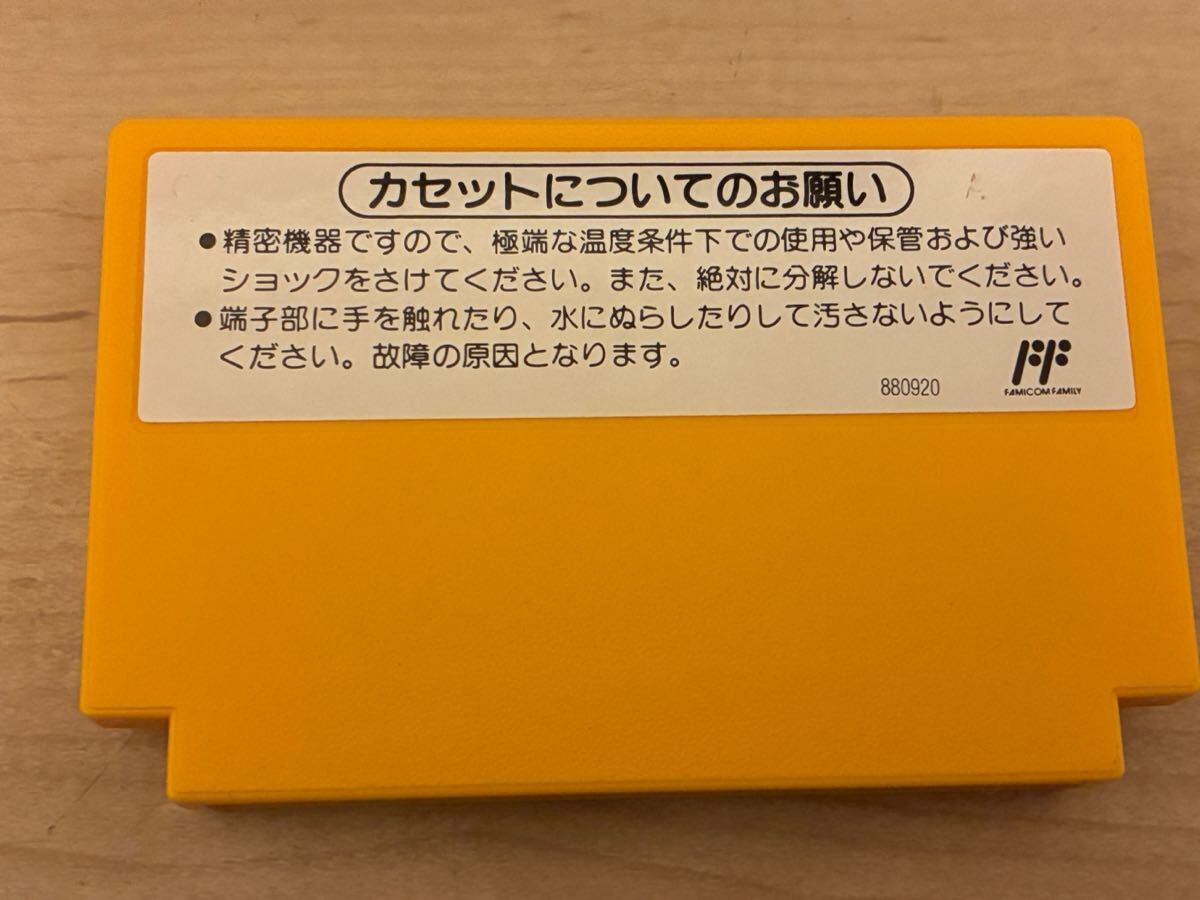 カセットについてのお願い
●精密機器ですので、極端な温度条件下での使用や保管および強い
ショックをさけてください。また、絶対に分解しないでください。
●端子部に手を触れたり、水にぬらしたりして汚さないようにして
ください。故障の原因となります。
880920
FAMICOM FAMILY